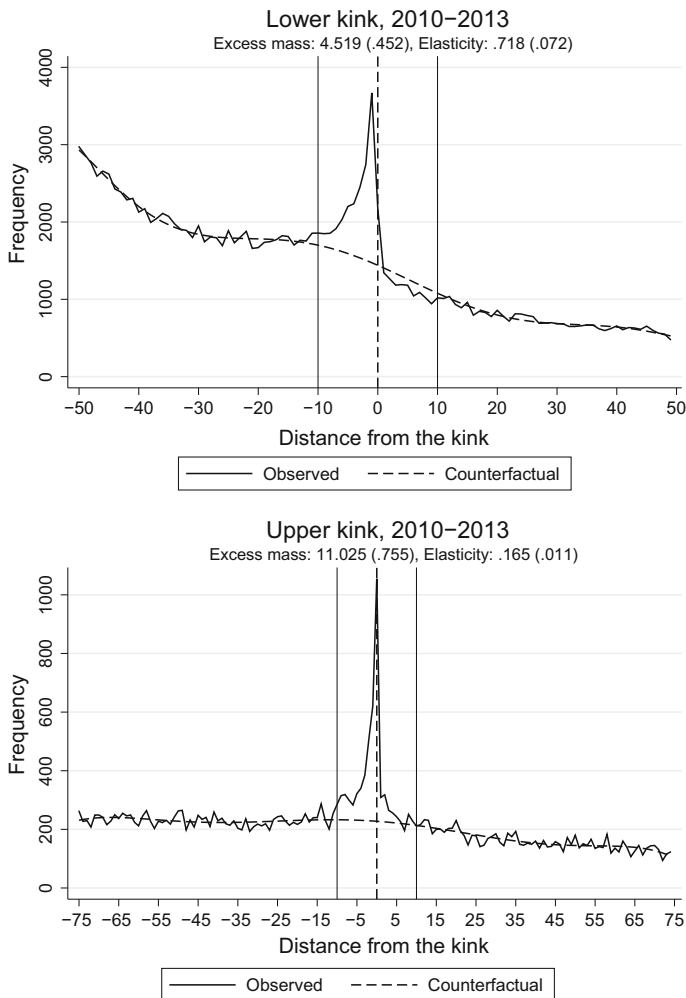 Lower kink, 2010−2013
Excess mass: 4.519 (.452), Elasticity: .718 (.072)
4000
3000
2000
1000
0
Frequency
−50 −40 −30 −20 −10 0 10 20 30 40 50
Distance from the kink
Observed Counterfactual
Upper kink, 2010−2013
Excess mass: 11.025 (.755), Elasticity: .165 (.011)
1000
800
600
400
200
0
Frequency
−75 −65 −55 −45 −35 −25 −15 −5 5 15 25 35 45 55 65 75
Distance from the kink
Observed Counterfactual